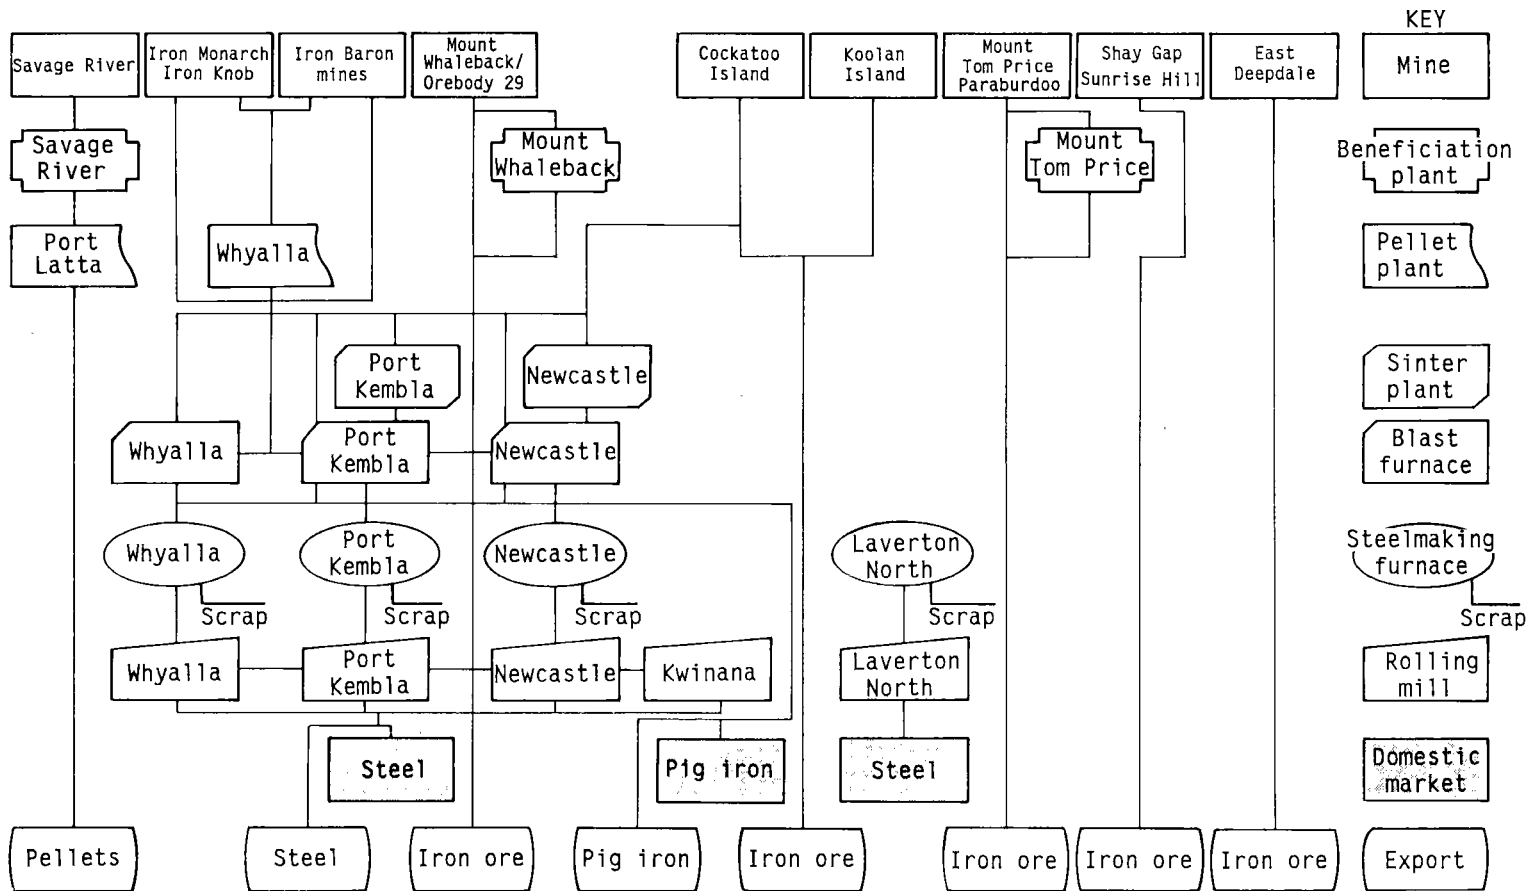 KEY
Savage River
Iron Monarch
Iron Knob
Iron Baron
mines
Mount
Whaleback/
Orebody 29
Cockatoo
Island
Koolan
Island
Mount
Tom Price
Paraburdoo
Shay Gap
Sunrise Hill
East
Deepdale
Mine
Savage
River
Mount
Whaleback
Mount
Tom Price
Beneficiation
plant
Port
Latta
Whyalla
Pellet
plant
Port
Kembla
Newcastle
Sinter
plant
Whyalla
Port
Kembla
Newcastle
Blast
furnace
Whyalla
Port
Kembla
Newcastle
Laverton
North
Steelmaking
furnace
Scrap
Scrap
Scrap
Scrap
Scrap
Whyalla
Port
Kembla
Newcastle
Kwinana
Laverton
North
Rolling
mill
Steel
Pig iron
Steel
Domestic
market
Pellets
Steel
Iron ore
Pig iron
Iron ore
Iron ore
Iron ore
Iron ore
Export